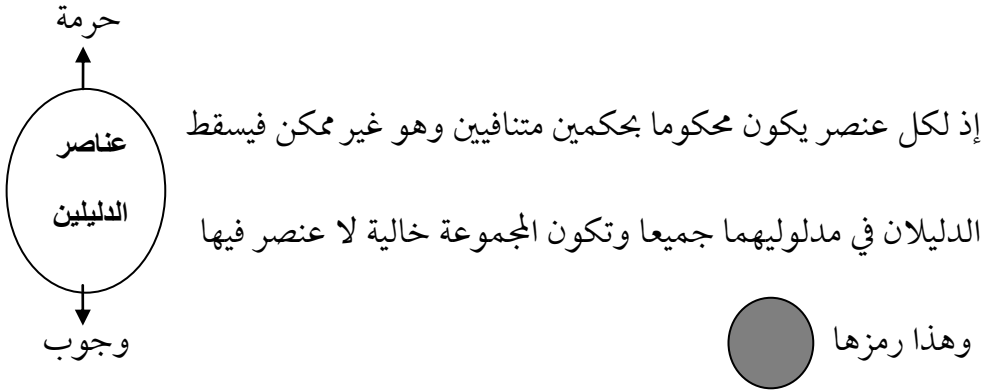 حرمة
إذ لكل عنصر يكون محكوما بحكمين متنافيين وهو غير ممكن فيسقط
عناصر
الدليلين
الدليلان في مدلوليهما جميعا وتكون المجموعة خالية لا عنصر فيها
وجوب
وهذا رمزها